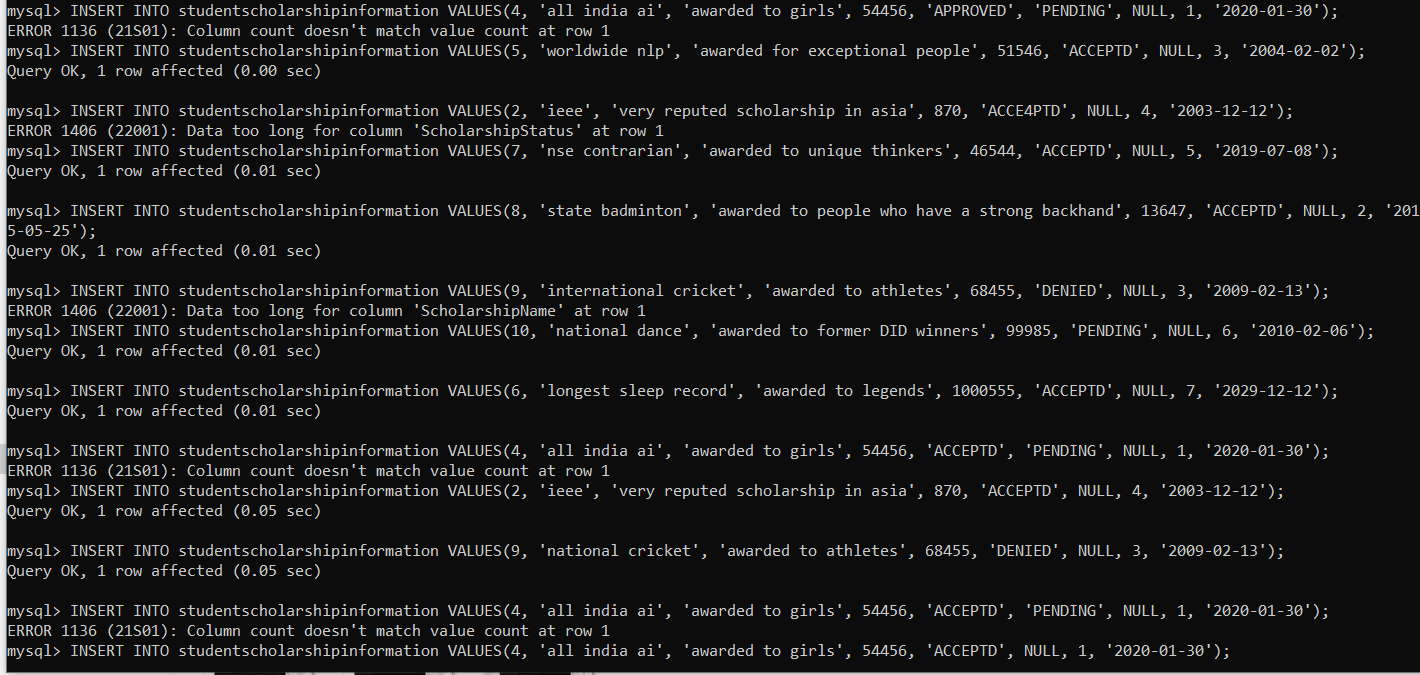 mysql> INSERT INTO studentscholarshipinformation VALUES(4, 'all india ai', 'awarded to girls', 54456, 'APPROVED', 'PENDING', NULL, 1, '2020-01-30');
ERROR 1136 (21S01): Column count doesn't match value count at row 1
mysql> INSERT INTO studentscholarshipinformation VALUES(5, 'worldwide nlp', 'awarded for exceptional people', 51546, 'ACCEPTD', NULL, 3, '2004-02-02');
Query OK, 1 row affected (0.00 sec)
mysql> INSERT INTO studentscholarshipinformation VALUES(2, 'ieee', 'very reputed scholarship in asia', 870, 'ACCE4PTD', NULL, 4, '2003-12-12');
ERROR 1406 (22001): Data too long for column 'ScholarshipStatus' at row 1
mysql> INSERT INTO studentscholarshipinformation VALUES(7, 'nse contrarian', 'awarded to unique thinkers', 46544, 'ACCEPTD', NULL, 5, '2019-07-08');
Query OK, 1 row affected (0.01 sec)
mysql> INSERT INTO studentscholarshipinformation VALUES(8, 'state badminton', 'awarded to people who have a strong backhand', 13647, 'ACCEPTD', NULL, 2, '201
5-05-25');
Query OK, 1 row affected (0.01 sec)
mysql> INSERT INTO studentscholarshipinformation VALUES(9, 'international cricket', 'awarded to athletes', 68455, 'DENIED', NULL, 3, '2009-02-13');
ERROR 1406 (22001): Data too long for column 'ScholarshipName' at row 1
mysql> INSERT INTO studentscholarshipinformation VALUES(10, 'national dance', 'awarded to former DID winners', 99985, 'PENDING', NULL, 6, '2010-02-06');
Query OK, 1 row affected (0.01 sec)
mysql> INSERT INTO studentscholarshipinformation VALUES(6, 'longest sleep record', 'awarded to legends', 1000555, 'ACCEPTD', NULL, 7, '2029-12-12');
Query OK, 1 row affected (0.01 sec)
mysql> INSERT INTO studentscholarshipinformation VALUES(4, 'all india ai', 'awarded to girls', 54456, 'ACCEPTD', 'PENDING', NULL, 1, '2020-01-30');
ERROR 1136 (21S01): Column count doesn't match value count at row 1
mysql> INSERT INTO studentscholarshipinformation VALUES(2, 'ieee', 'very reputed scholarship in asia', 870, 'ACCEPTD', NULL, 4, '2003-12-12');
Query OK, 1 row affected (0.05 sec)
mysql> INSERT INTO studentscholarshipinformation VALUES(9, 'national cricket', 'awarded to athletes', 68455, 'DENIED', NULL, 3, '2009-02-13');
Query OK, 1 row affected (0.05 sec)
mysql> INSERT INTO studentscholarshipinformation VALUES(4, 'all india ai', 'awarded to girls', 54456, 'ACCEPTD', 'PENDING', NULL, 1, '2020-01-30');
ERROR 1136 (21S01): Column count doesn't match value count at row 1
mysql> INSERT INTO studentscholarshipinformation VALUES(4, 'all india ai', 'awarded to girls', 54456, 'ACCEPTD', NULL, 1, '2020-01-30');